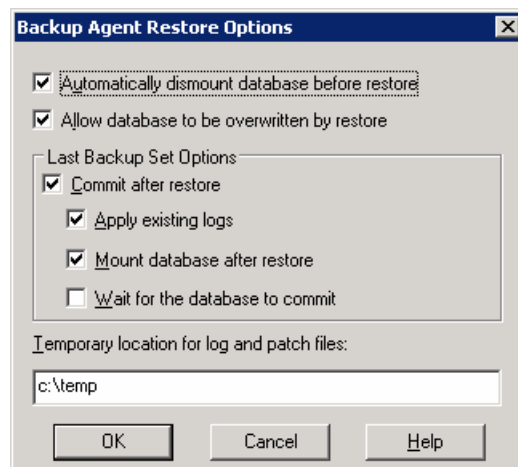 Backup Agent Restore Options
Automatically dismount database before restore
Allow database to be overwritten by restore
Last Backup Set Options
Commit after restore
Apply existing logs
Mount database after restore
Wait for the database to commit
Temporary location for log and patch files:
c:\temp
OK Cancel Help